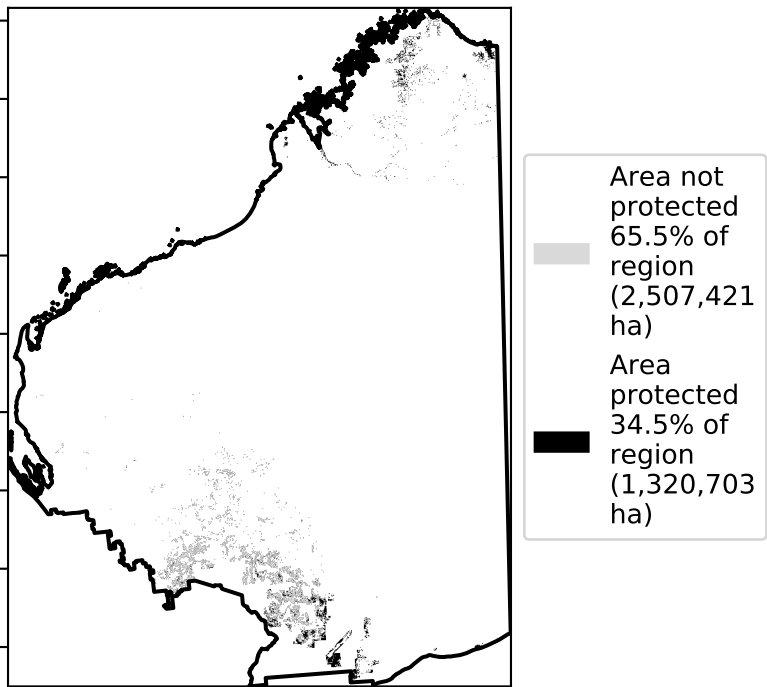 Area not
protected
65.5% of
region
(2,507,421
ha)
Area
protected
34.5% of
region
(1,320,703
ha)